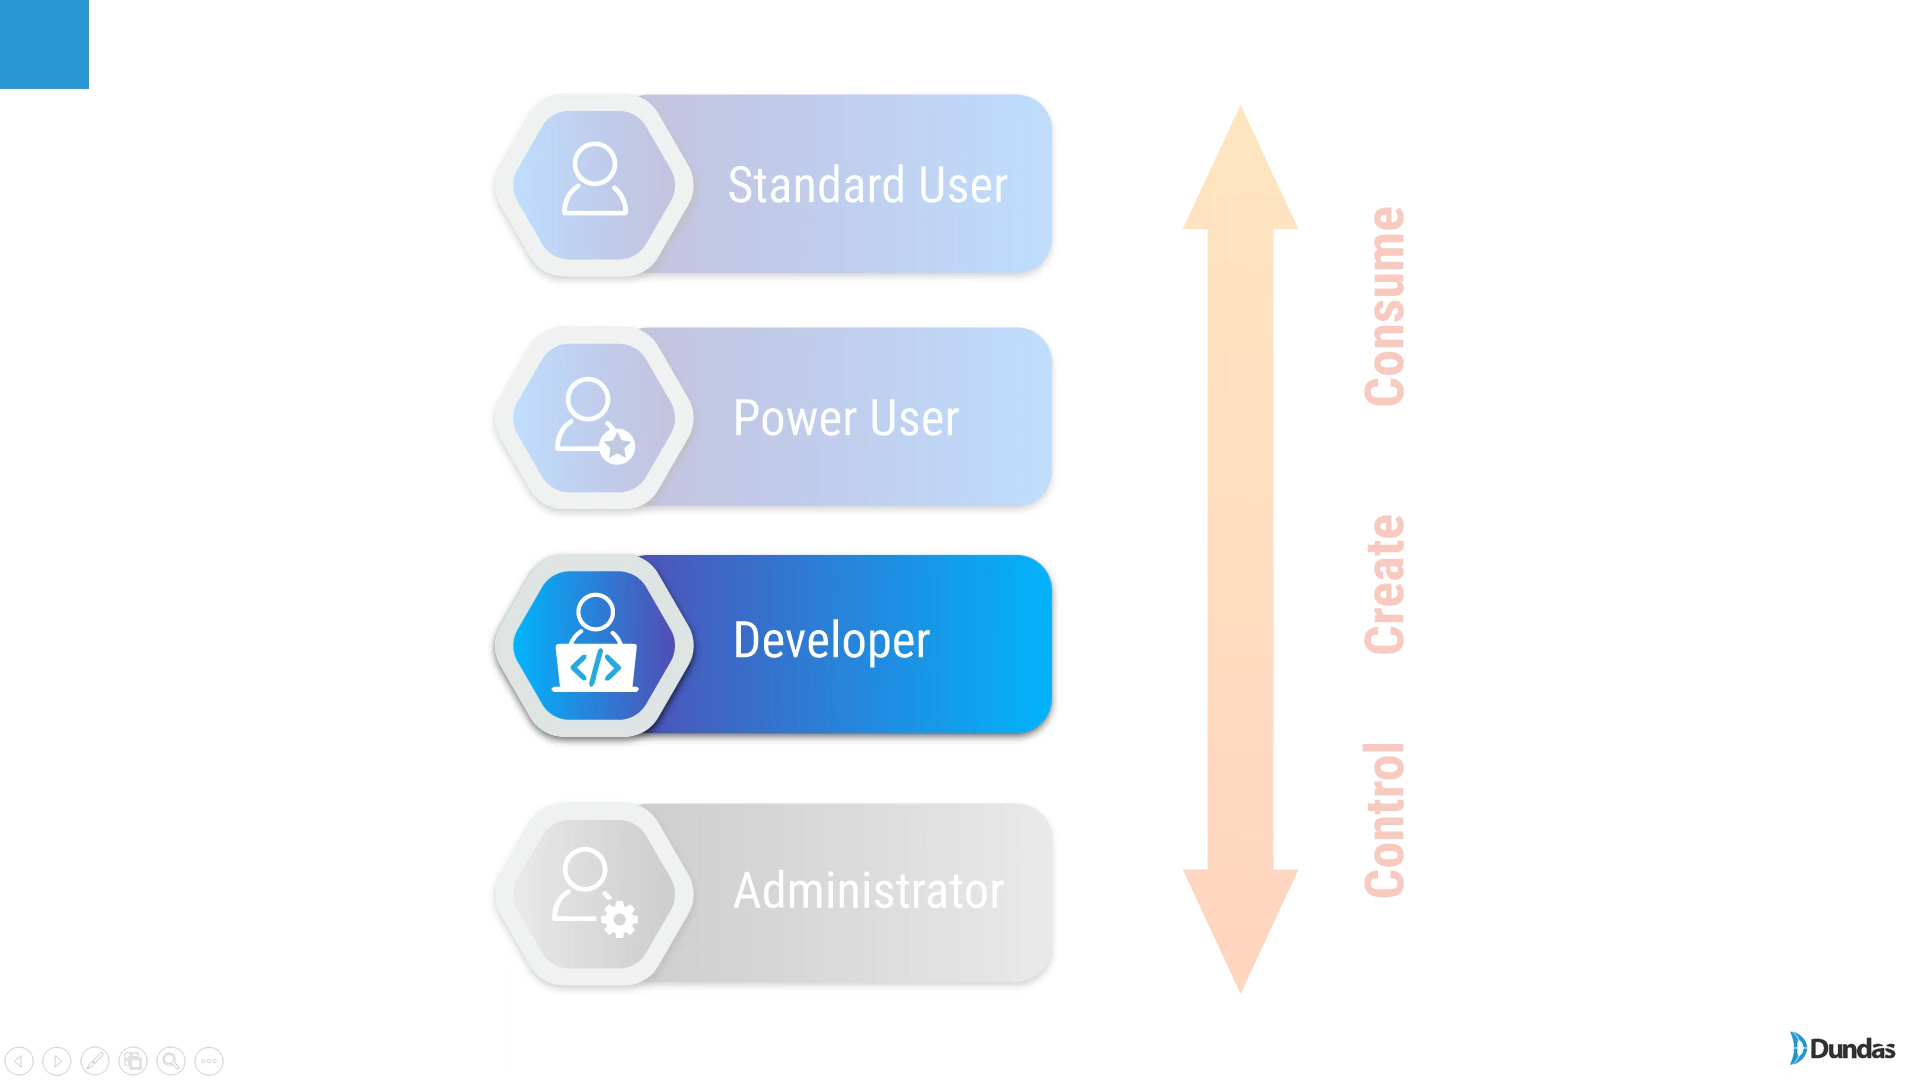 Standard User
Power User
Developer
Administrator
Consume
Create
Control
Dundas